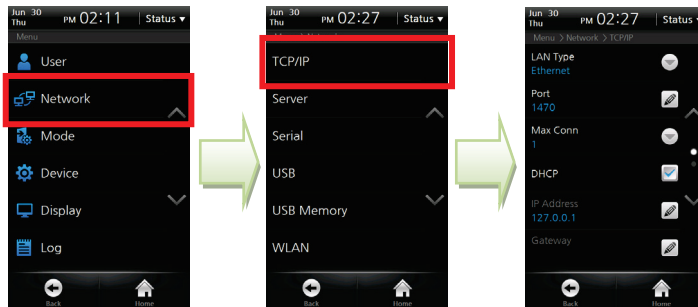 Jun 30
Thu
PM 02:11
Status ▾
Menu
User
Network
Mode
Device
Display
Log
Back
Home
Jun 30
Thu
PM 02:27
Status ▾
TCP/IP
Server
Serial
USB
USB Memory
WLAN
Back
Home
Jun 30
Thu
PM 02:27
Status ▾
Menu > Network > TCP/IP
LAN Type
Ethernet
Port
1470
Max Conn
1
DHCP
IP Address
127.0.0.1
Gateway
Back
Home